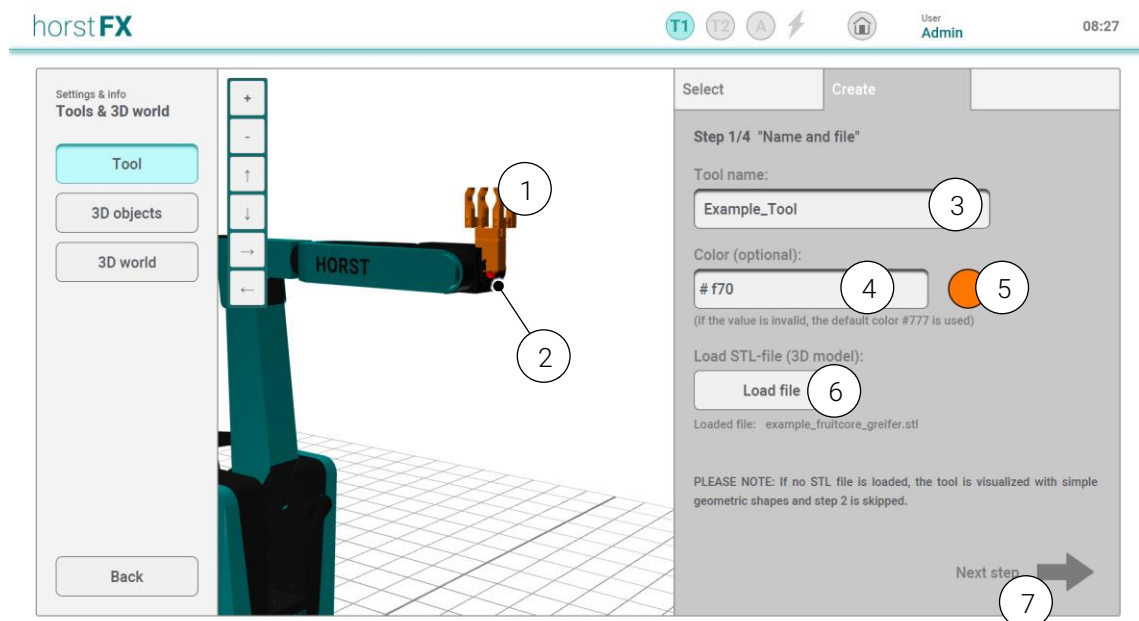 horstFX
T1 T2 A
User
Admin
08:27
Settings & info
Tools & 3D world
Tool
3D objects
3D world
Back
+
-
↑
↓
→
←
HORST
1
2
Select
Create
Step 1/4 "Name and file"
Tool name:
Example_Tool
3
Color (optional):
# f70
4
5
(if the value is invalid, the default color #777 is used)
Load STL-file (3D model):
Load file
6
Loaded file: example_fruitcore_greifer.stl
PLEASE NOTE: If no STL file is loaded, the tool is visualized with simple
geometric shapes and step 2 is skipped.
Next step
7